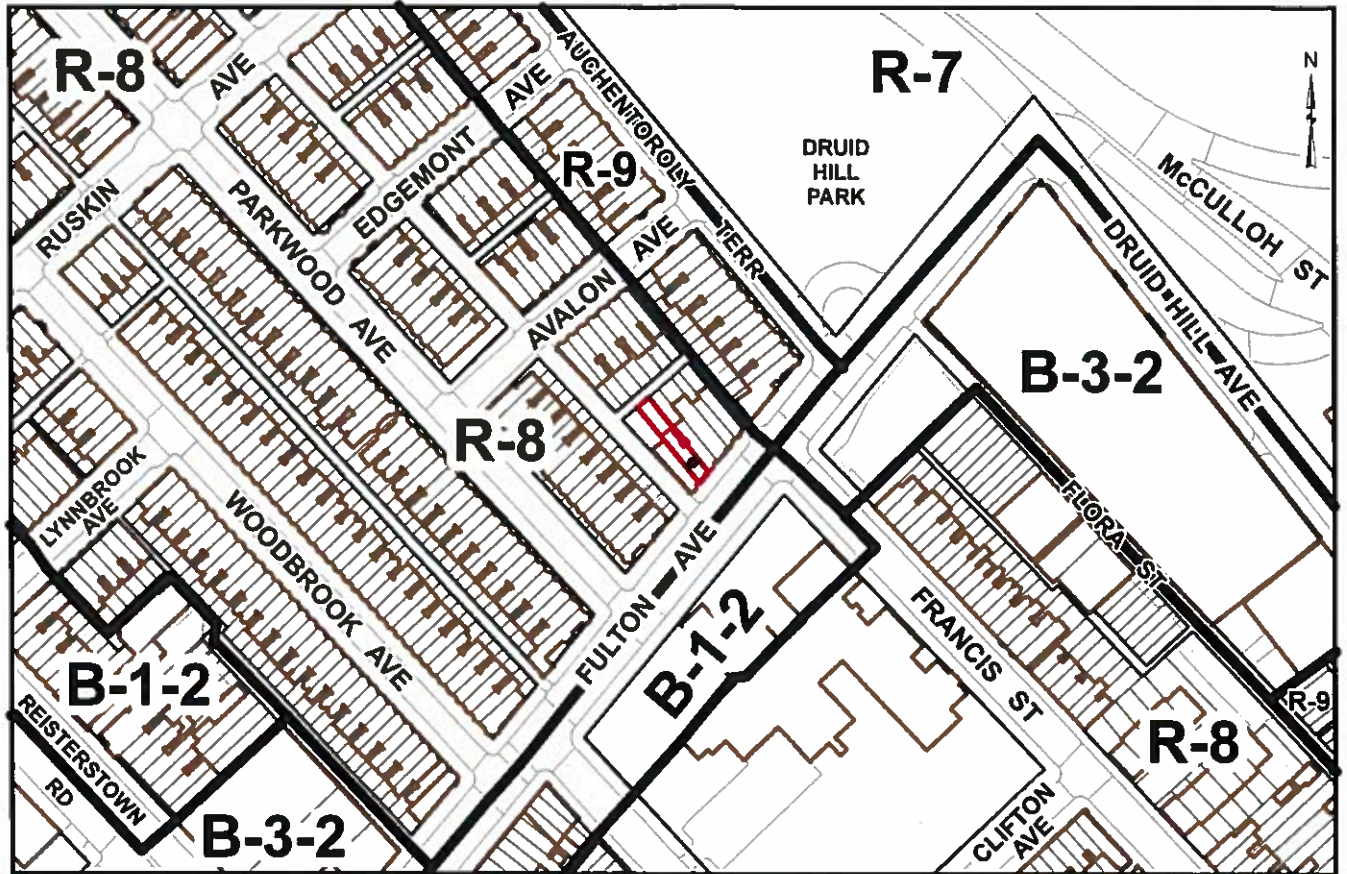 R-8
AVE
AUCHENTOROLY
TERR
R-7
N
AVE
EDGEMONT
R-9
DRUID
HILL
PARK
McCULLOH ST
RUSKIN
PARKWOOD AVE
AVE
AVALON
DRUID HILL AVE
B-3-2
R-8
LYNNBROOK
AVE
WOODBROOK AVE
FLORA ST
FULTON AVE
FRANCIS ST
B-1-2
B-1-2
REISTERSTOWN
RD
R-9
R-8
B-3-2
CLIFTON
AVE